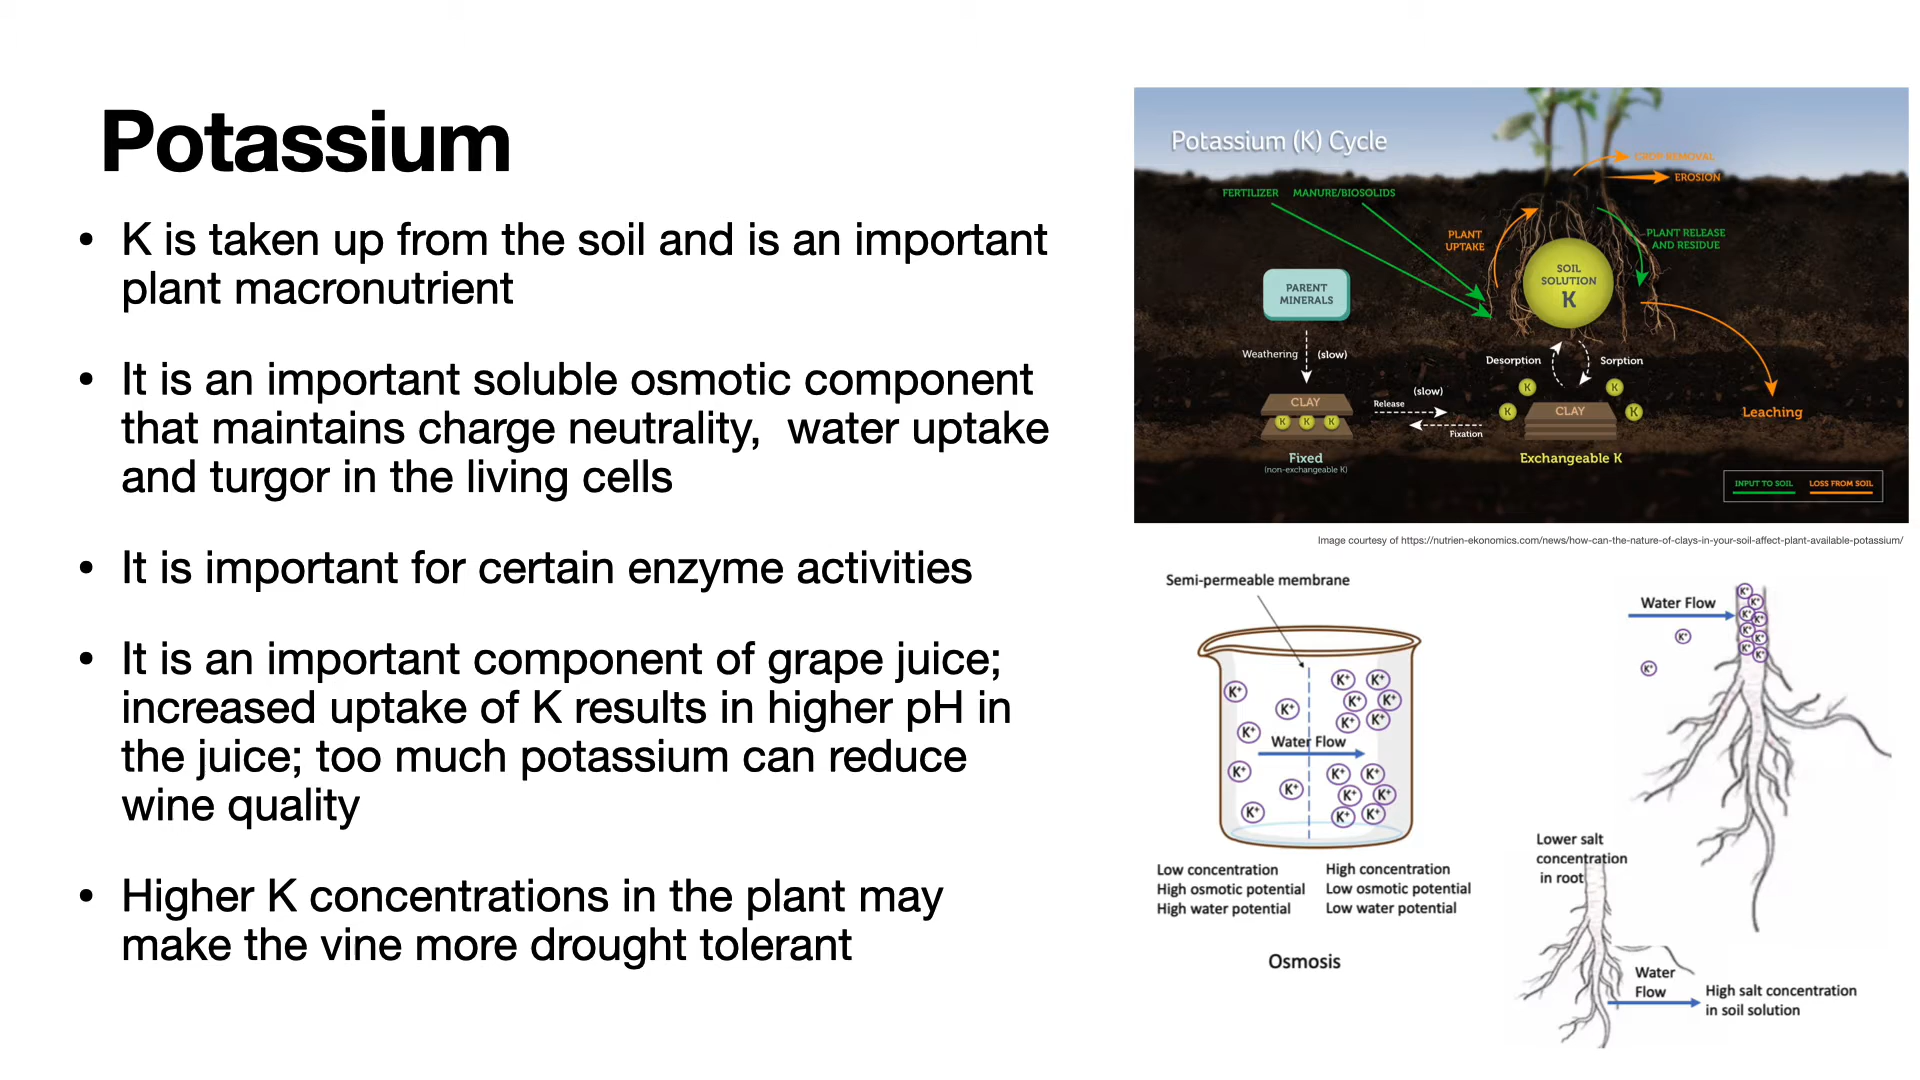 Potassium
• K is taken up from the soil and is an important
plant macronutrient
• It is an important soluble osmotic component
that maintains charge neutrality,  water uptake
and turgor in the living cells
• It is important for certain enzyme activities
• It is an important component of grape juice;
increased uptake of K results in higher pH in
the juice; too much potassium can reduce
wine quality
• Higher K concentrations in the plant may
make the vine more drought tolerant
Potassium (K) Cycle
CROP REMOVAL
EROSION
FERTILIZER
MANURE/BIOSOLIDS
PLANT
UPTAKE
PLANT RELEASE
AND RESIDUE
SOIL
SOLUTION
K
PARENT
MINERALS
Weathering
(slow)
Desorption
Sorption
CLAY
K K K
Release
(slow)
Fixation
K K
K CLAY K
Leaching
Fixed
(non-exchangeable K)
Exchangeable K
INPUT TO SOIL
LOSS FROM SOIL
Image courtesy of https://nutrien-ekonomics.com/news/how-can-the-nature-of-clays-in-your-soil-affect-plant-available-potassium/
Semi-permeable membrane
K⁺ K⁺ K⁺
K⁺ K⁺ K⁺
K⁺ K⁺ K⁺
Water Flow
K⁺ K⁺ K⁺
K⁺ K⁺ K⁺
K⁺ K⁺ K⁺
Low concentration
High osmotic potential
High water potential
High concentration
Low osmotic potential
Low water potential
Osmosis
Water Flow
K⁺ K⁺
K⁺ K⁺
K⁺ K⁺
K⁺ K⁺
K⁺
K⁺
Lower salt
concentration
in root
Water
Flow
High salt concentration
in soil solution